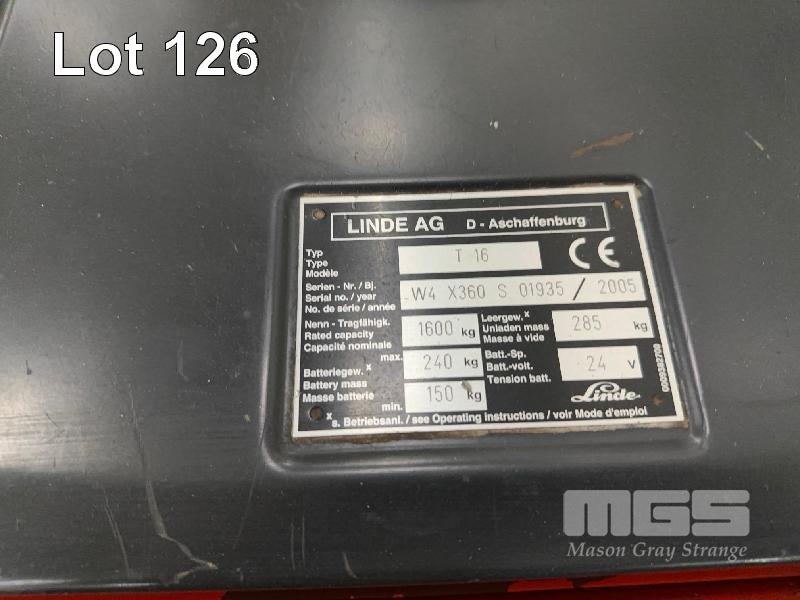 Lot 126
LINDE AG D - Aschaffenburg
Typ
Type
Modèle
T 16
CE
Serien - Nr. / Bj.
Serial no. / year
No. de série / année
W4 X360 S 01935 / 2005
Nenn - Tragfähigk.
Rated capacity
Capacité nominale
1600 kg
Leergew. x
Unladen mass
Masse à vide
285 kg
Batteriegew. x
Battery mass
Masse batterie
max. 240 kg
min. 150 kg
Batt.-Sp.
Batt.-volt.
Tension batt.
24 V
Linde
x s. Betriebsanl. / see Operating instructions / voir Mode d'emploi
MGS
Mason Gray Strange